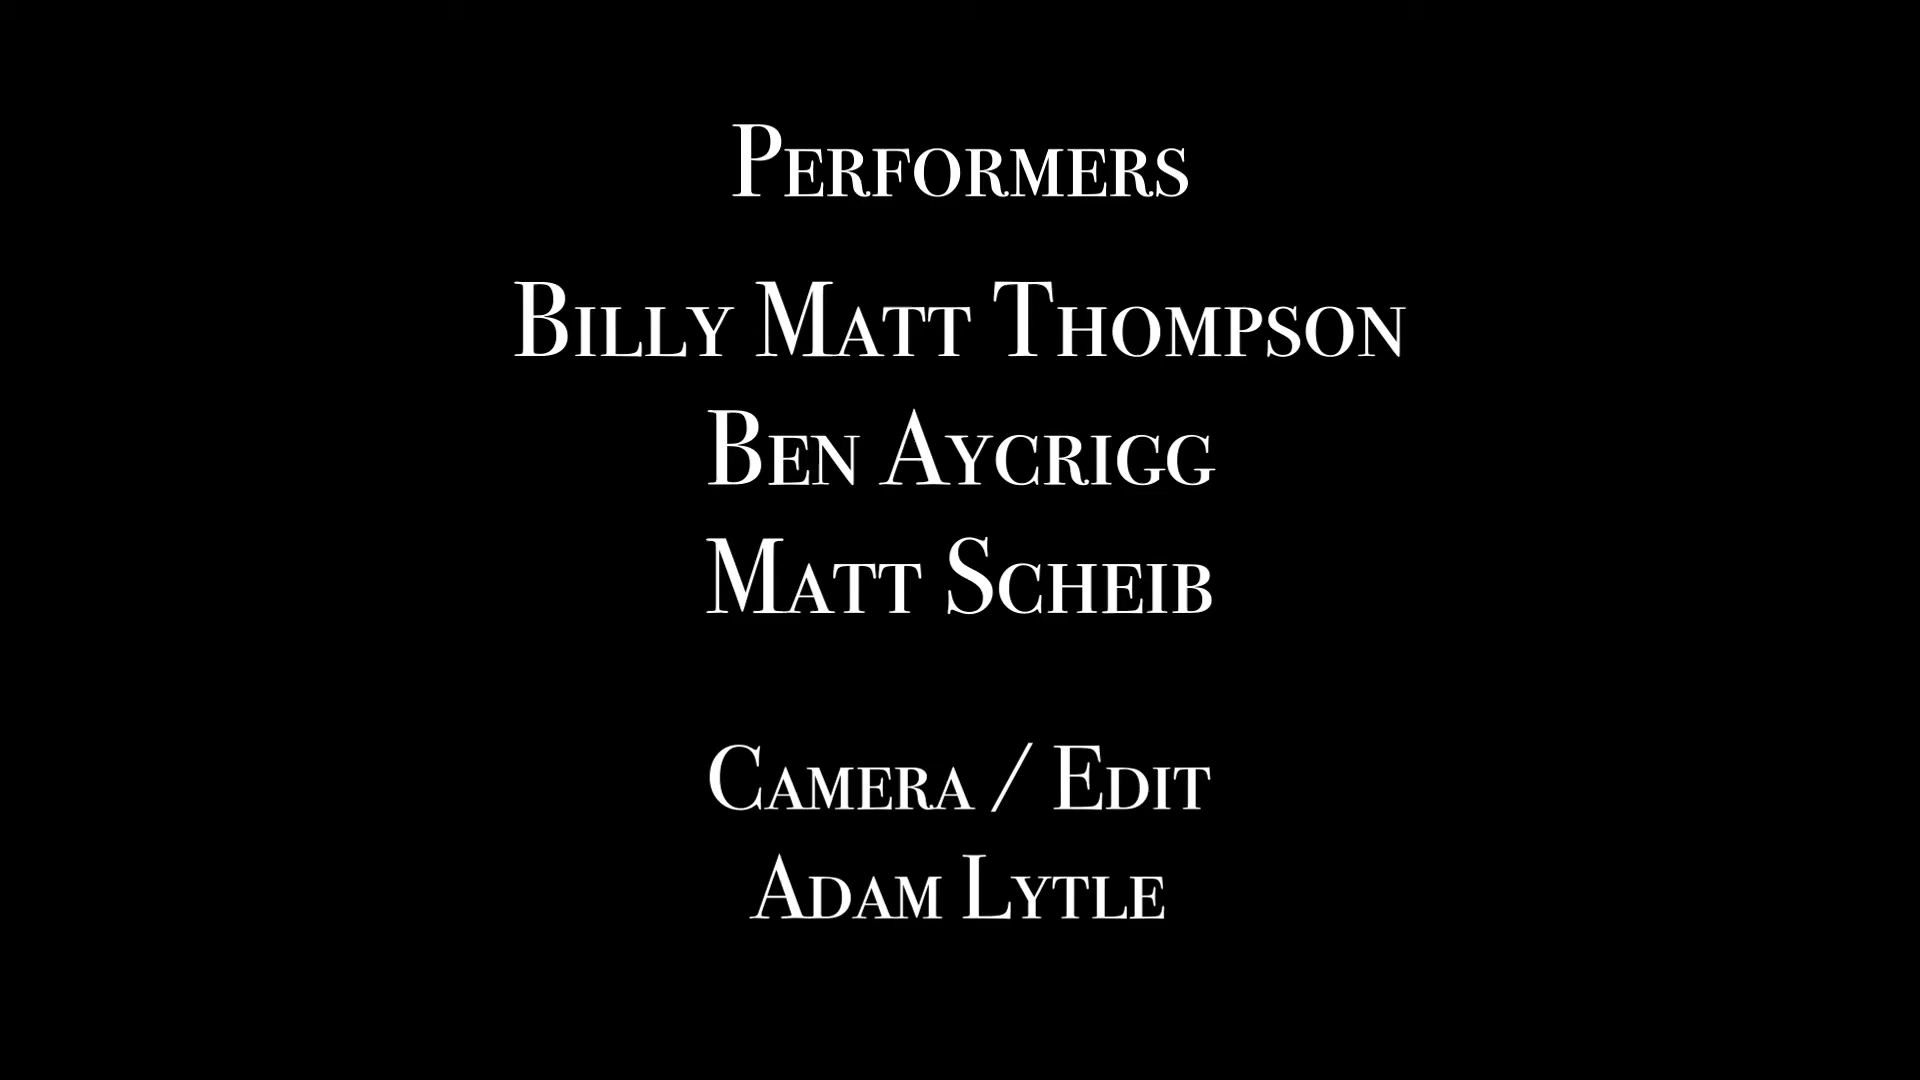 Performers
Billy Matt Thompson
Ben Aycrigg
Matt Scheib
Camera / Edit
Adam Lytle